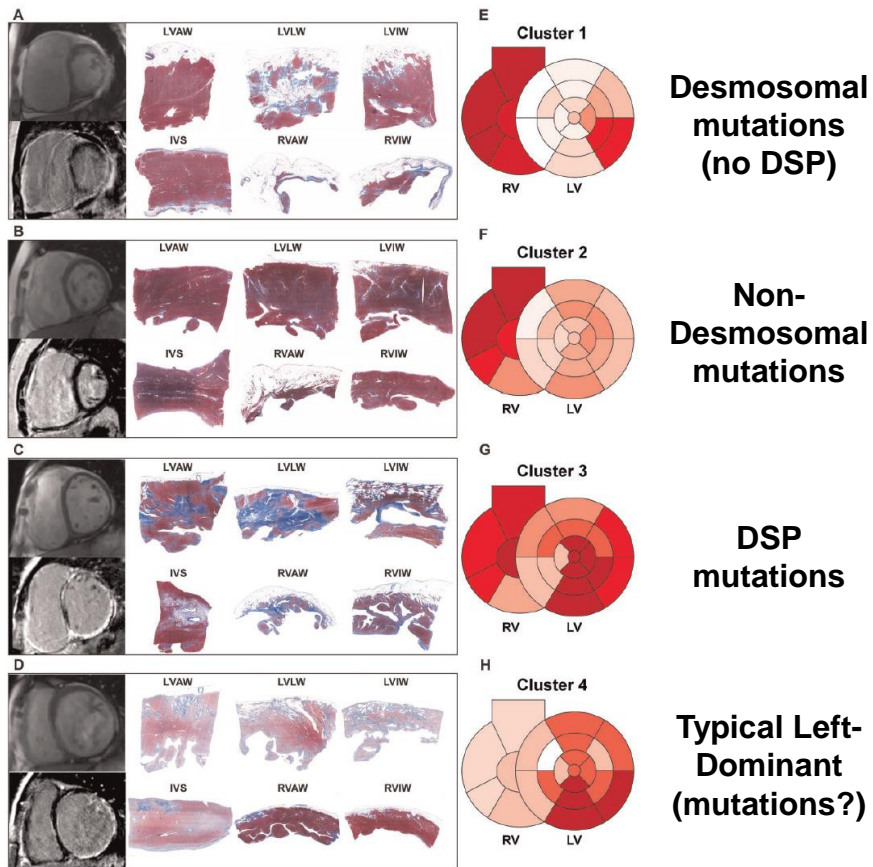 A
LVAW LVLW LVIW
IVS RVAW RVIW
E
Cluster 1
RV LV
Desmosomal
mutations
(no DSP)
B
LVAW LVLW LVIW
IVS RVAW RVIW
F
Cluster 2
RV LV
Non-
Desmosomal
mutations
C
LVAW LVLW LVIW
IVS RVAW RVIW
G
Cluster 3
RV LV
DSP
mutations
D
LVAW LVLW LVIW
IVS RVAW RVIW
H
Cluster 4
RV LV
Typical Left-
Dominant
(mutations?)